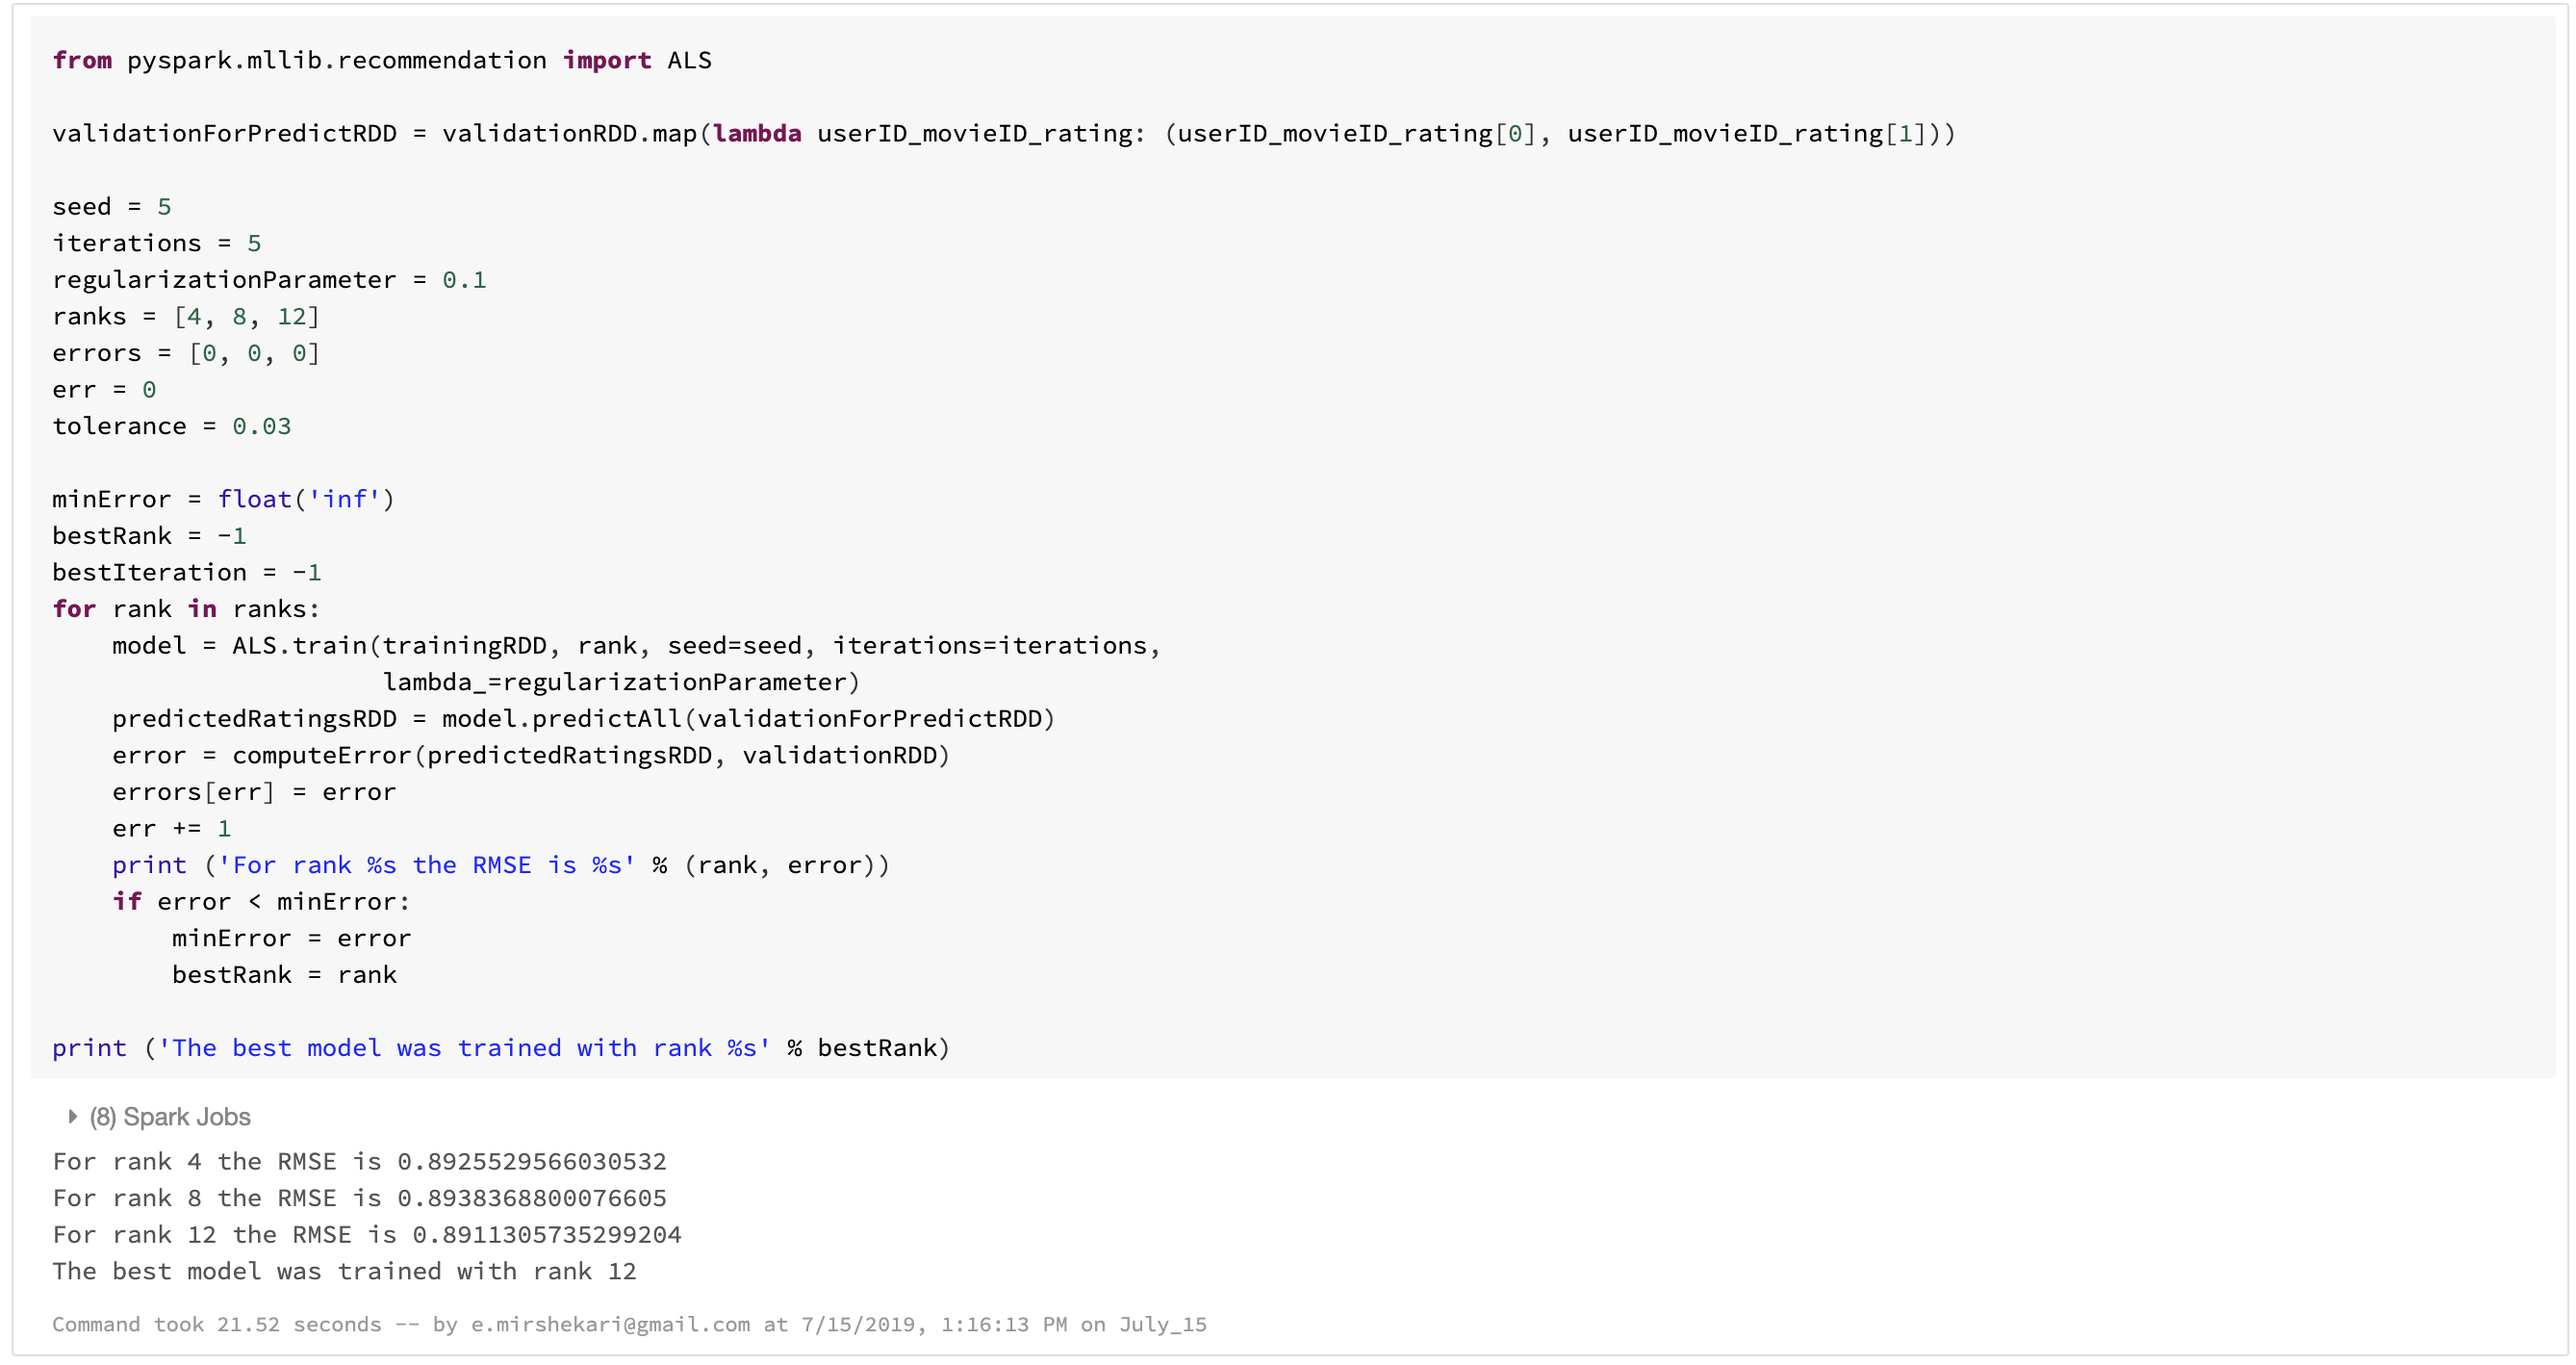 from pyspark.mllib.recommendation import ALS

validationForPredictRDD = validationRDD.map(lambda userID_movieID_rating: (userID_movieID_rating[0], userID_movieID_rating[1]))

seed = 5
iterations = 5
regularizationParameter = 0.1
ranks = [4, 8, 12]
errors = [0, 0, 0]
err = 0
tolerance = 0.03

minError = float('inf')
bestRank = -1
bestIteration = -1
for rank in ranks:
    model = ALS.train(trainingRDD, rank, seed=seed, iterations=iterations,
                      lambda_=regularizationParameter)
    predictedRatingsRDD = model.predictAll(validationForPredictRDD)
    error = computeError(predictedRatingsRDD, validationRDD)
    errors[err] = error
    err += 1
    print ('For rank %s the RMSE is %s' % (rank, error))
    if error < minError:
        minError = error
        bestRank = rank

print ('The best model was trained with rank %s' % bestRank)
(8) Spark Jobs
For rank 4 the RMSE is 0.8925529566030532
For rank 8 the RMSE is 0.8938368800076605
For rank 12 the RMSE is 0.8911305735299204
The best model was trained with rank 12
Command took 21.52 seconds -- by e.mirshekari@gmail.com at 7/15/2019, 1:16:13 PM on July_15